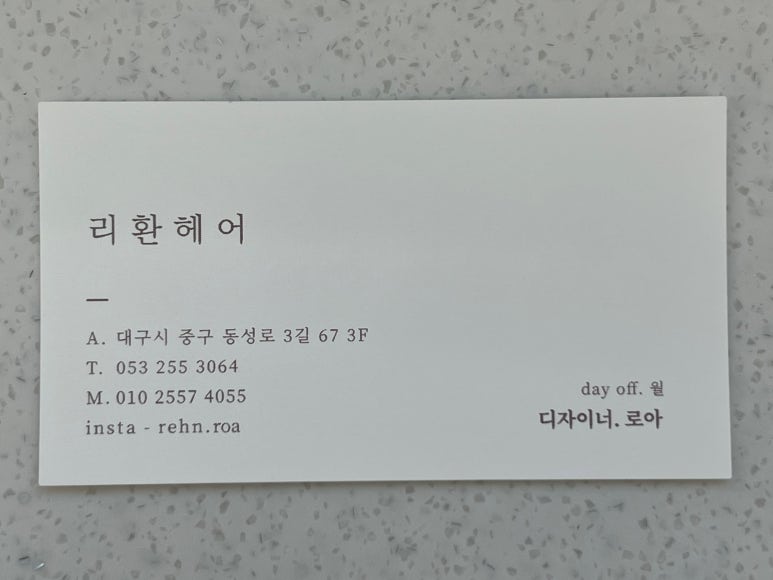 리환헤어
A. 대구시 중구 동성로 3길 67 3F
T. 053 255 3064
M. 010 2557 4055
insta - rehn.roa
day off. 월
디자이너. 로아